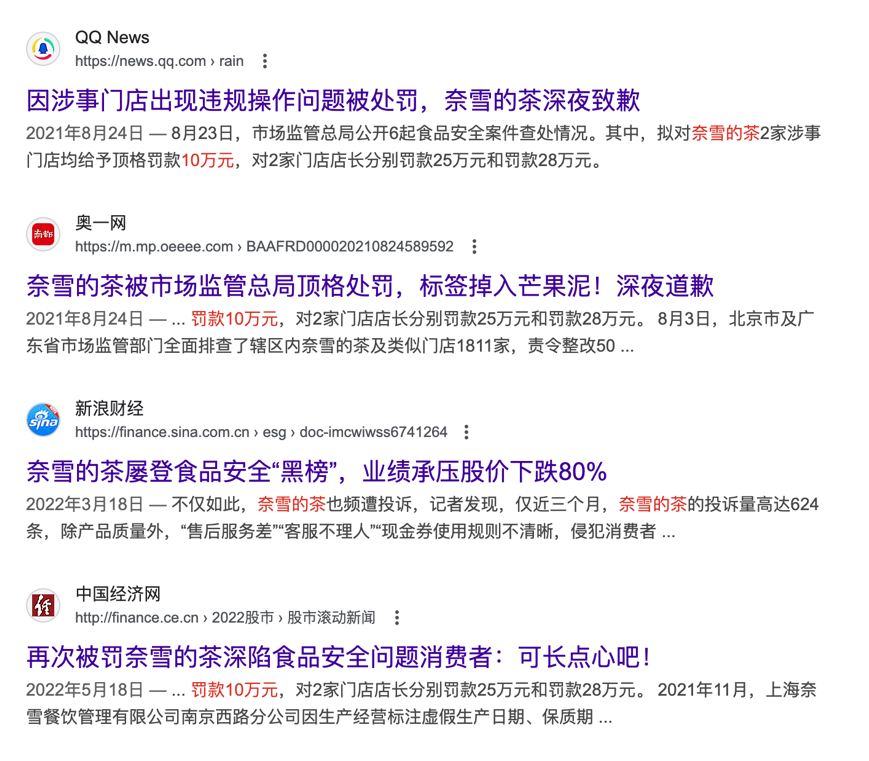 QQ News
https://news.qq.com › rain
因涉事门店出现违规操作问题被处罚，奈雪的茶深夜致歉
2021年8月24日 — 8月23日，市场监管总局公开6起食品安全案件查处情况。其中，拟对奈雪的茶2家涉事
门店均给予顶格罚款10万元，对2家门店店长分别罚款25万元和罚款28万元。
南都
奥一网
https://m.mp.oeeee.com › BAAFRD000020210824589592
奈雪的茶被市场监管总局顶格处罚，标签掉入芒果泥！深夜道歉
2021年8月24日 — ... 罚款10万元，对2家门店店长分别罚款25万元和罚款28万元。 8月3日，北京市及广
东省市场监管部门全面排查了辖区内奈雪的茶及类似门店1811家，责令整改50 ...
sina
新浪财经
https://finance.sina.com.cn › esg › doc-imcwiwss6741264
奈雪的茶屡登食品安全“黑榜”，业绩承压股价下跌80%
2022年3月18日 — 不仅如此，奈雪的茶也频遭投诉，记者发现，仅近三个月，奈雪的茶的投诉量高达624
条，除产品质量外，“售后服务差”“客服不理人”“现金券使用规则不清晰，侵犯消费者 ...
经
中国经济网
http://finance.ce.cn › 2022股市 › 股市滚动新闻
再次被罚奈雪的茶深陷食品安全问题消费者：可长点心吧！
2022年5月18日 — ... 罚款10万元，对2家门店店长分别罚款25万元和罚款28万元。 2021年11月，上海奈
雪餐饮管理有限公司南京西路分公司因生产经营标注虚假生产日期、保质期 ...